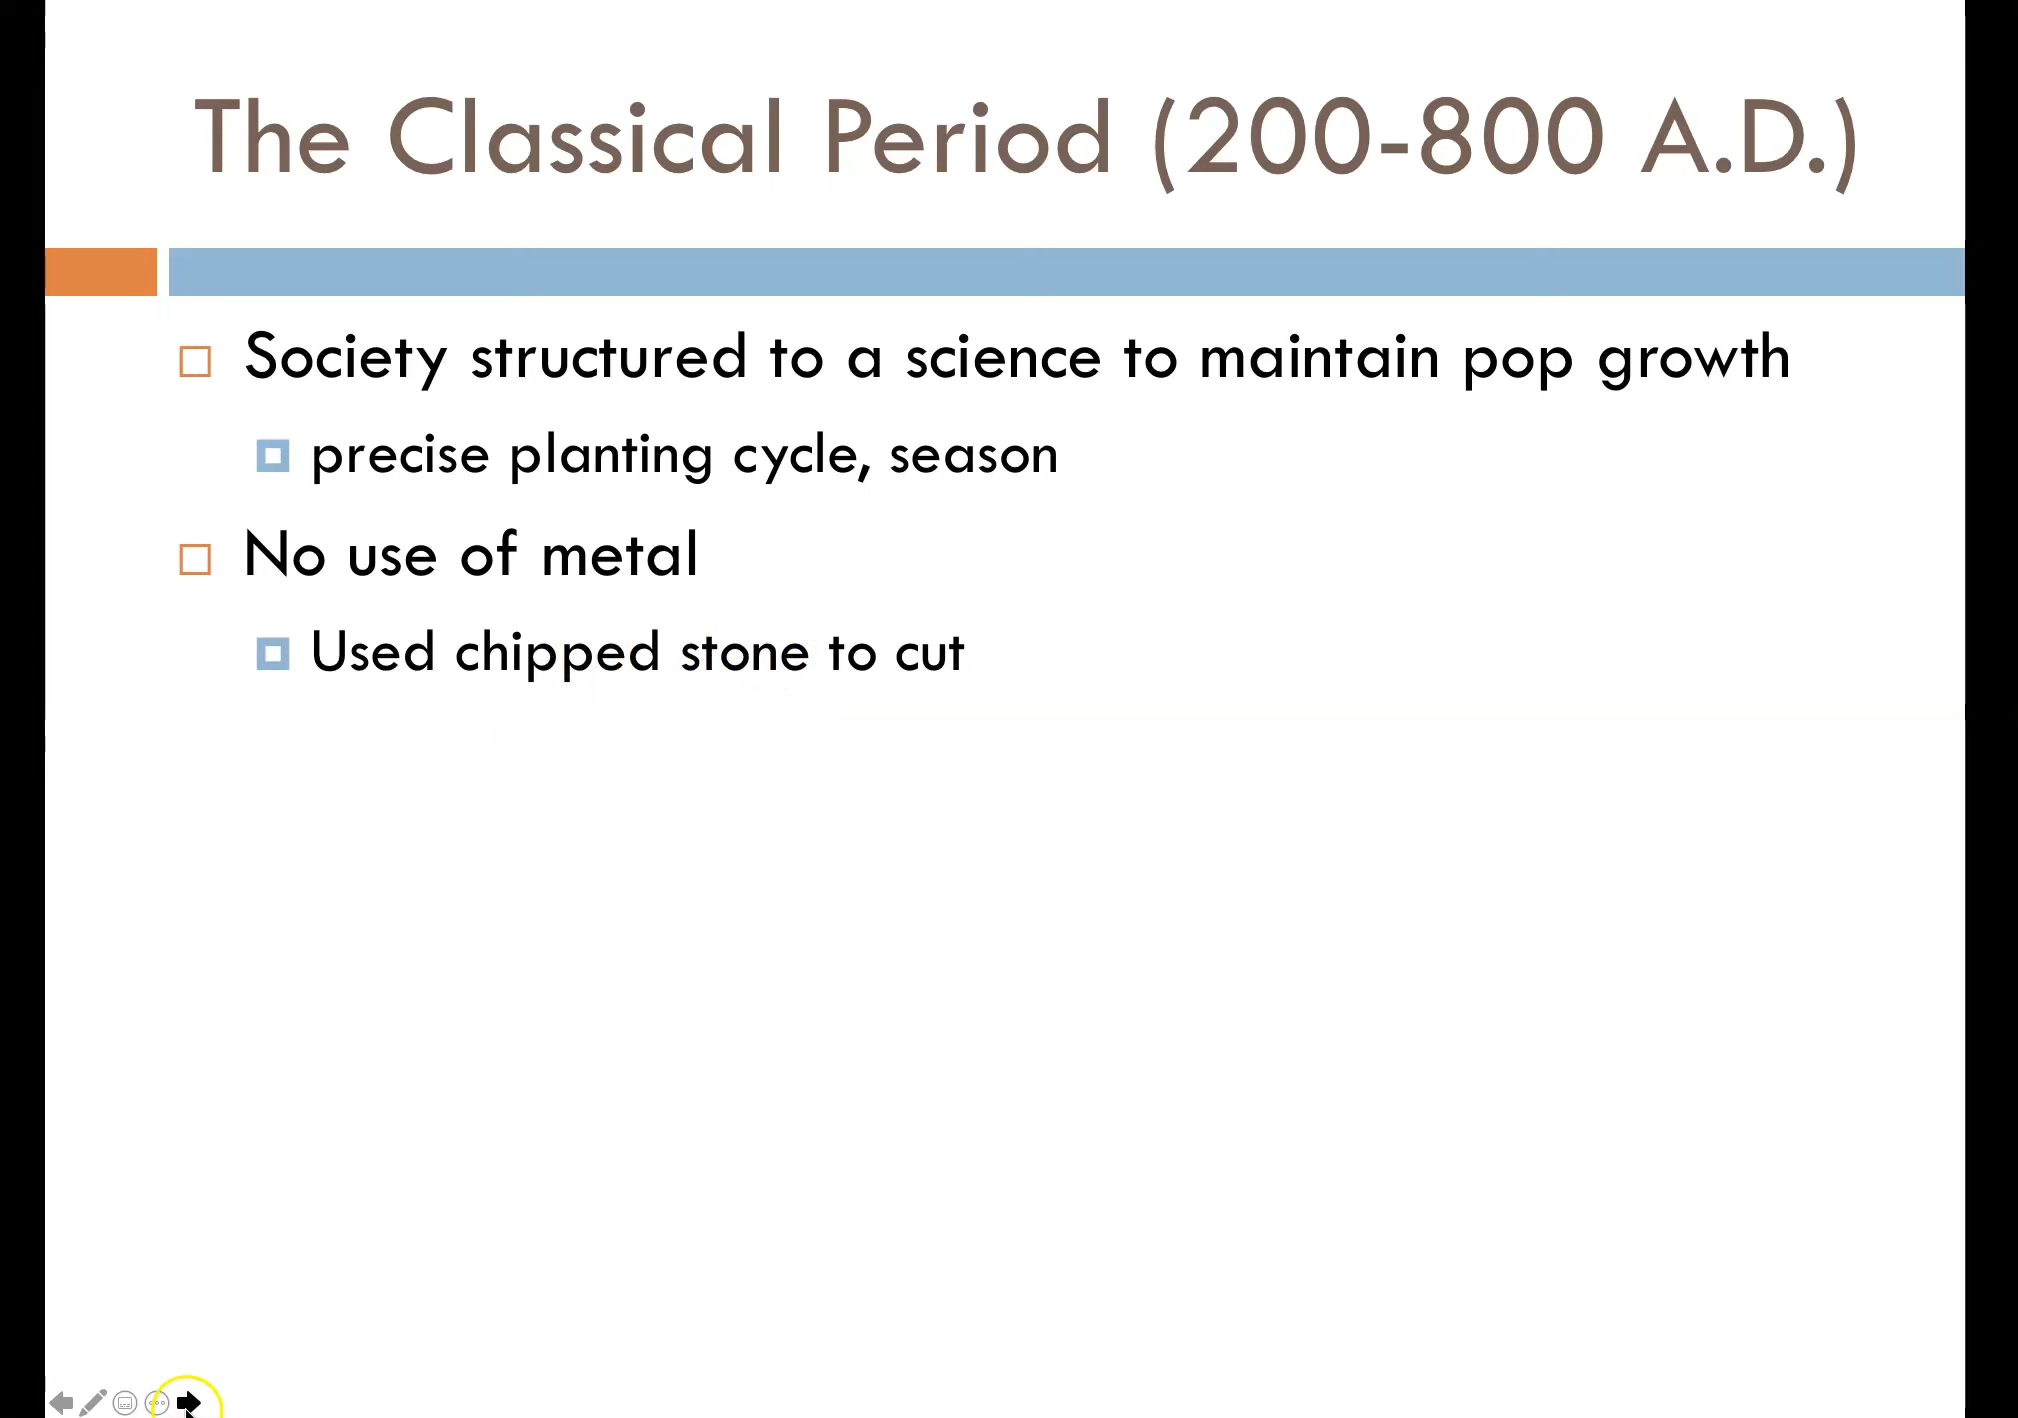 The Classical Period (200-800 A.D.)
Society structured to a science to maintain pop growth
precise planting cycle, season
No use of metal
Used chipped stone to cut